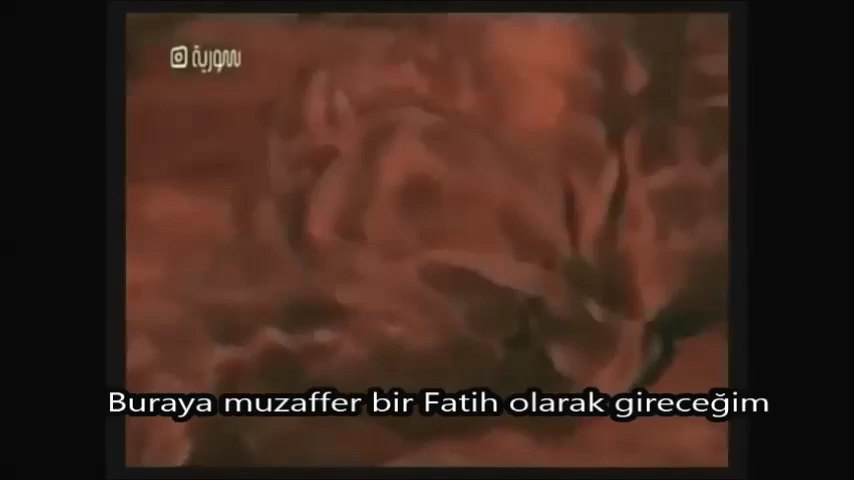 سورية
Buraya muzaffer bir Fatih olarak gireceğim